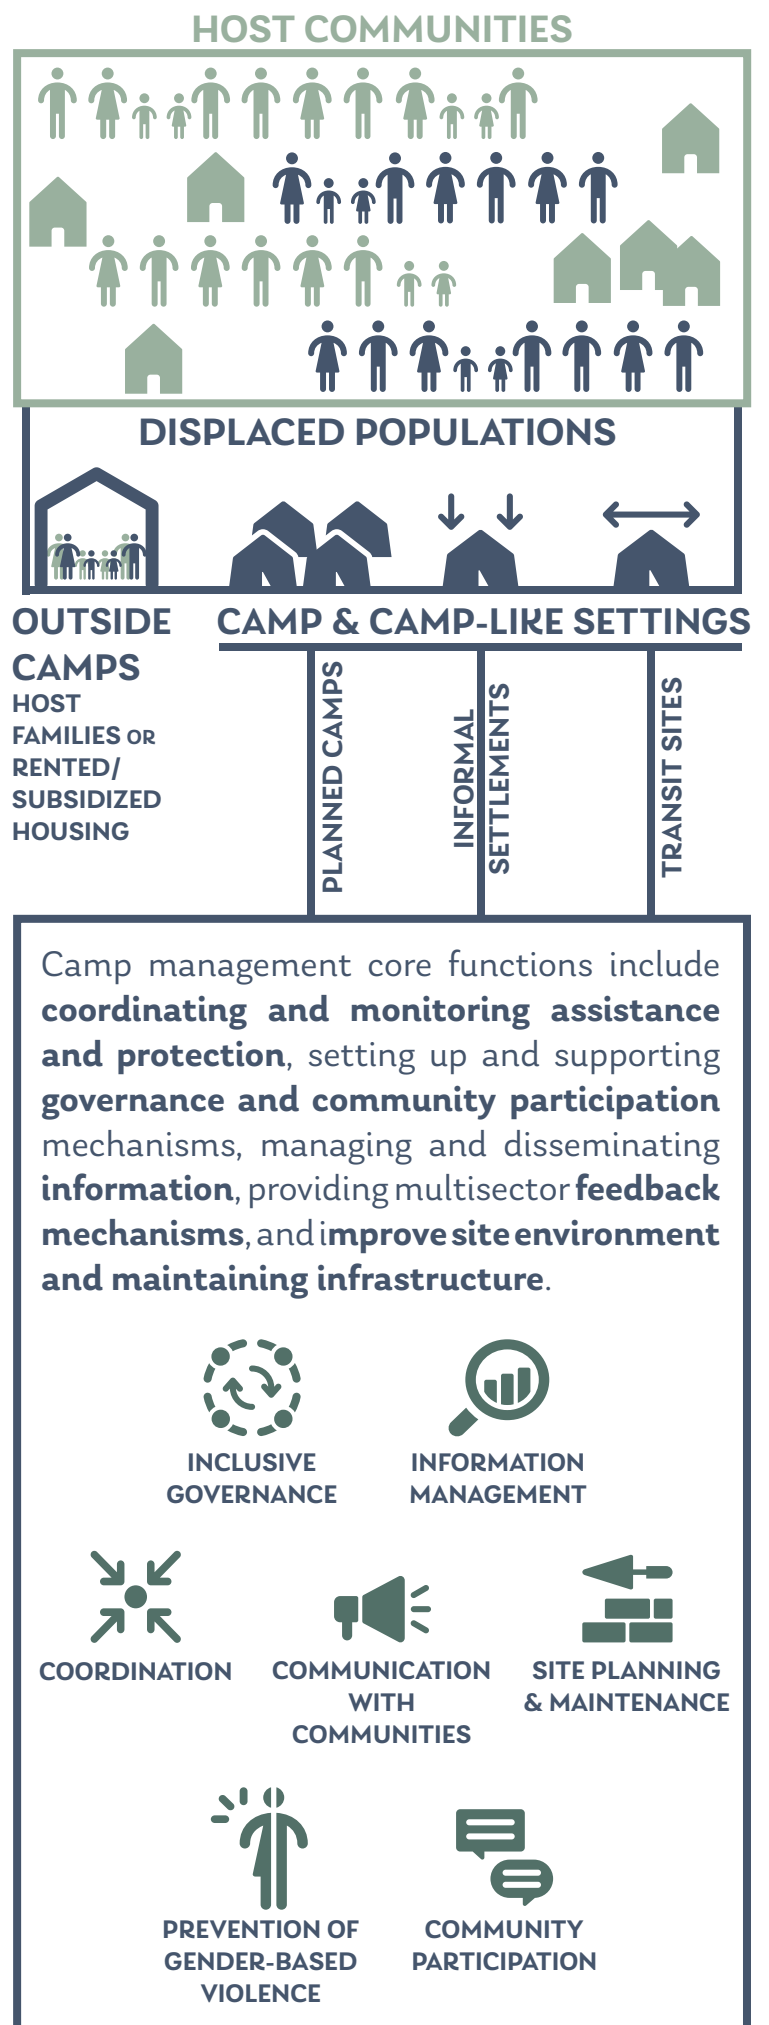 HOST COMMUNITIES
DISPLACED POPULATIONS
OUTSIDE
CAMPS
HOST
FAMILIES OR
RENTED/
SUBSIDIZED
HOUSING
CAMP & CAMP-LIKE SETTINGS
PLANNED CAMPS
INFORMAL
SETTLEMENTS
TRANSIT SITES
Camp management core functions include
coordinating and monitoring assistance
and protection, setting up and supporting
governance and community participation
mechanisms, managing and disseminating
information, providing multisector feedback
mechanisms, and improve site environment
and maintaining infrastructure.
INCLUSIVE
GOVERNANCE
INFORMATION
MANAGEMENT
COORDINATION
COMMUNICATION
WITH
COMMUNITIES
SITE PLANNING
& MAINTENANCE
PREVENTION OF
GENDER-BASED
VIOLENCE
COMMUNITY
PARTICIPATION